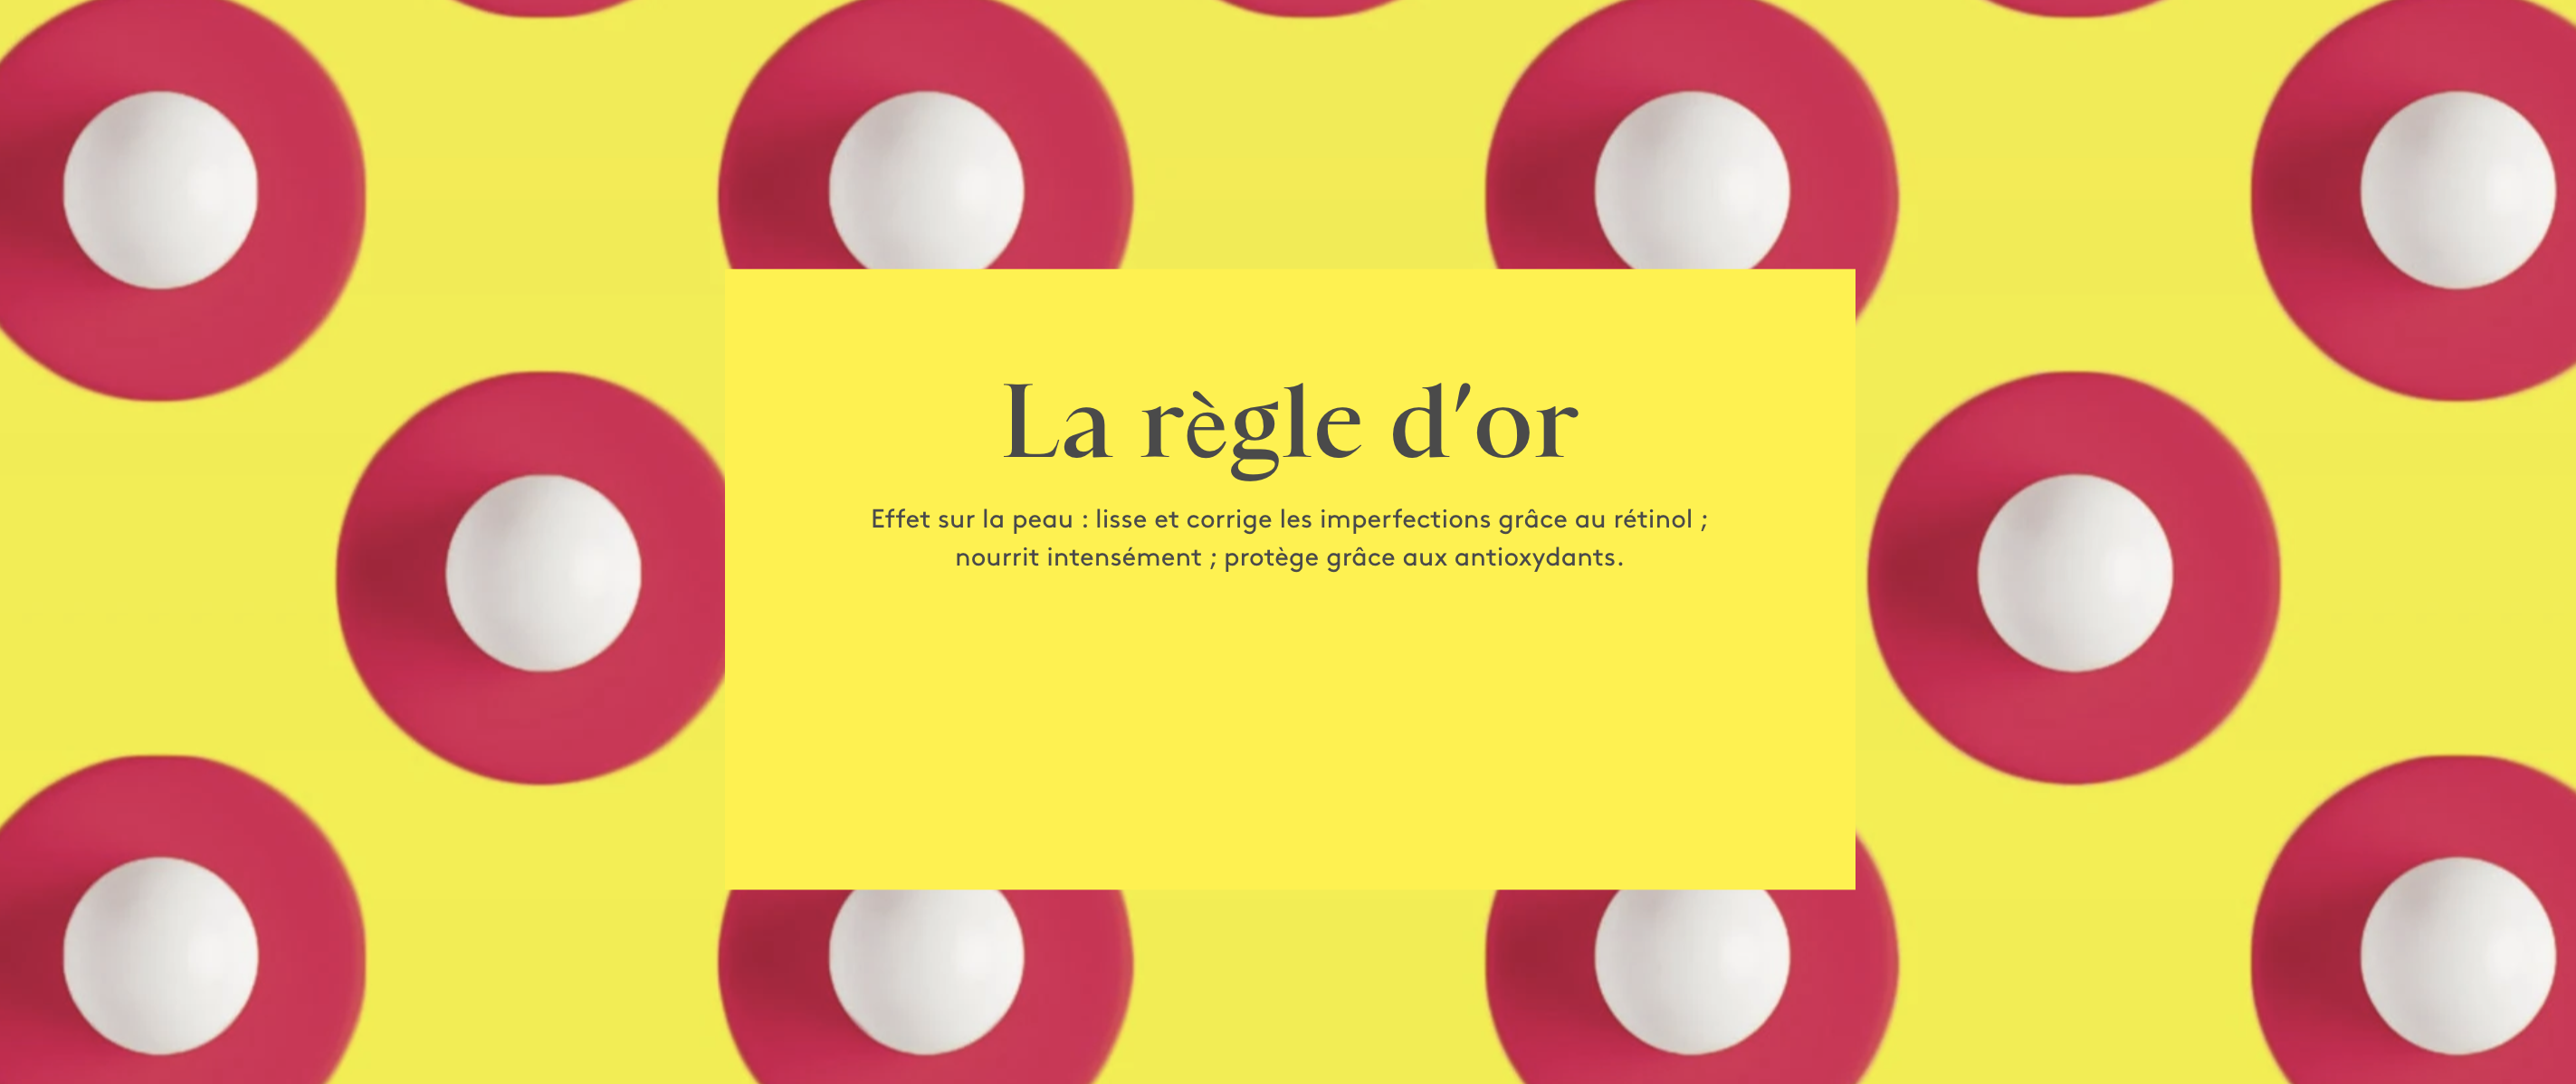 La règle d'or
Effet sur la peau : lisse et corrige les imperfections grâce au rétinol ;
nourrit intensément ; protège grâce aux antioxydants.